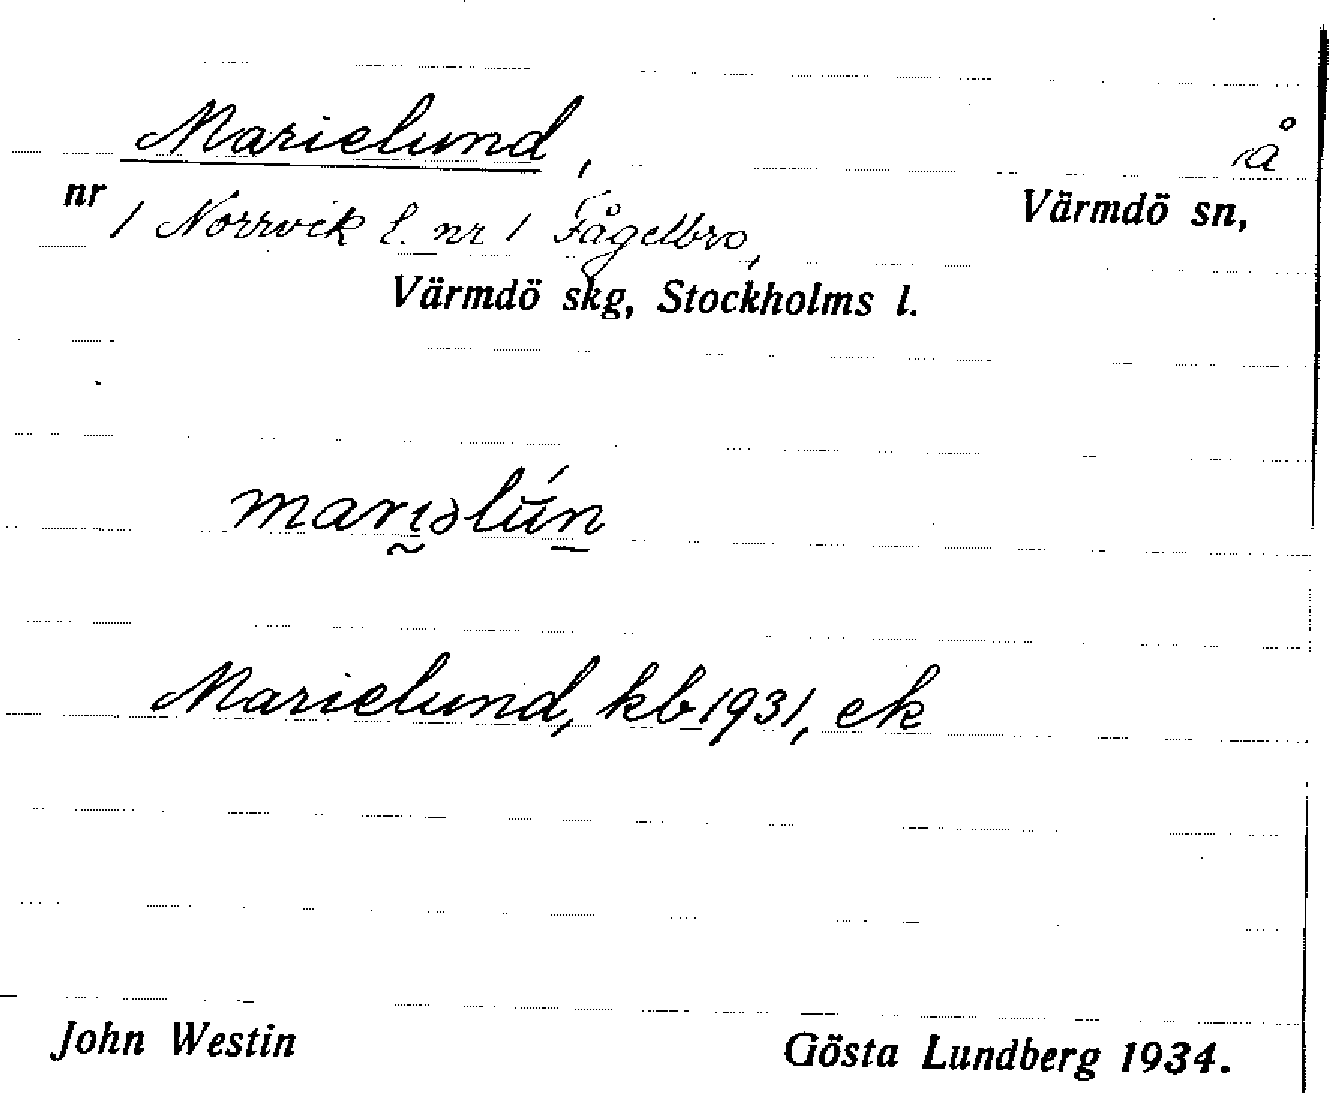 Marielund, å
nr 1 Norrvik l. nr 1 Fågelbro, Värmdö sn,
Värmdö skg, Stockholms l.
marıəlún
Marielund, kb 1931, ek
John Westin Gösta Lundberg 1934.